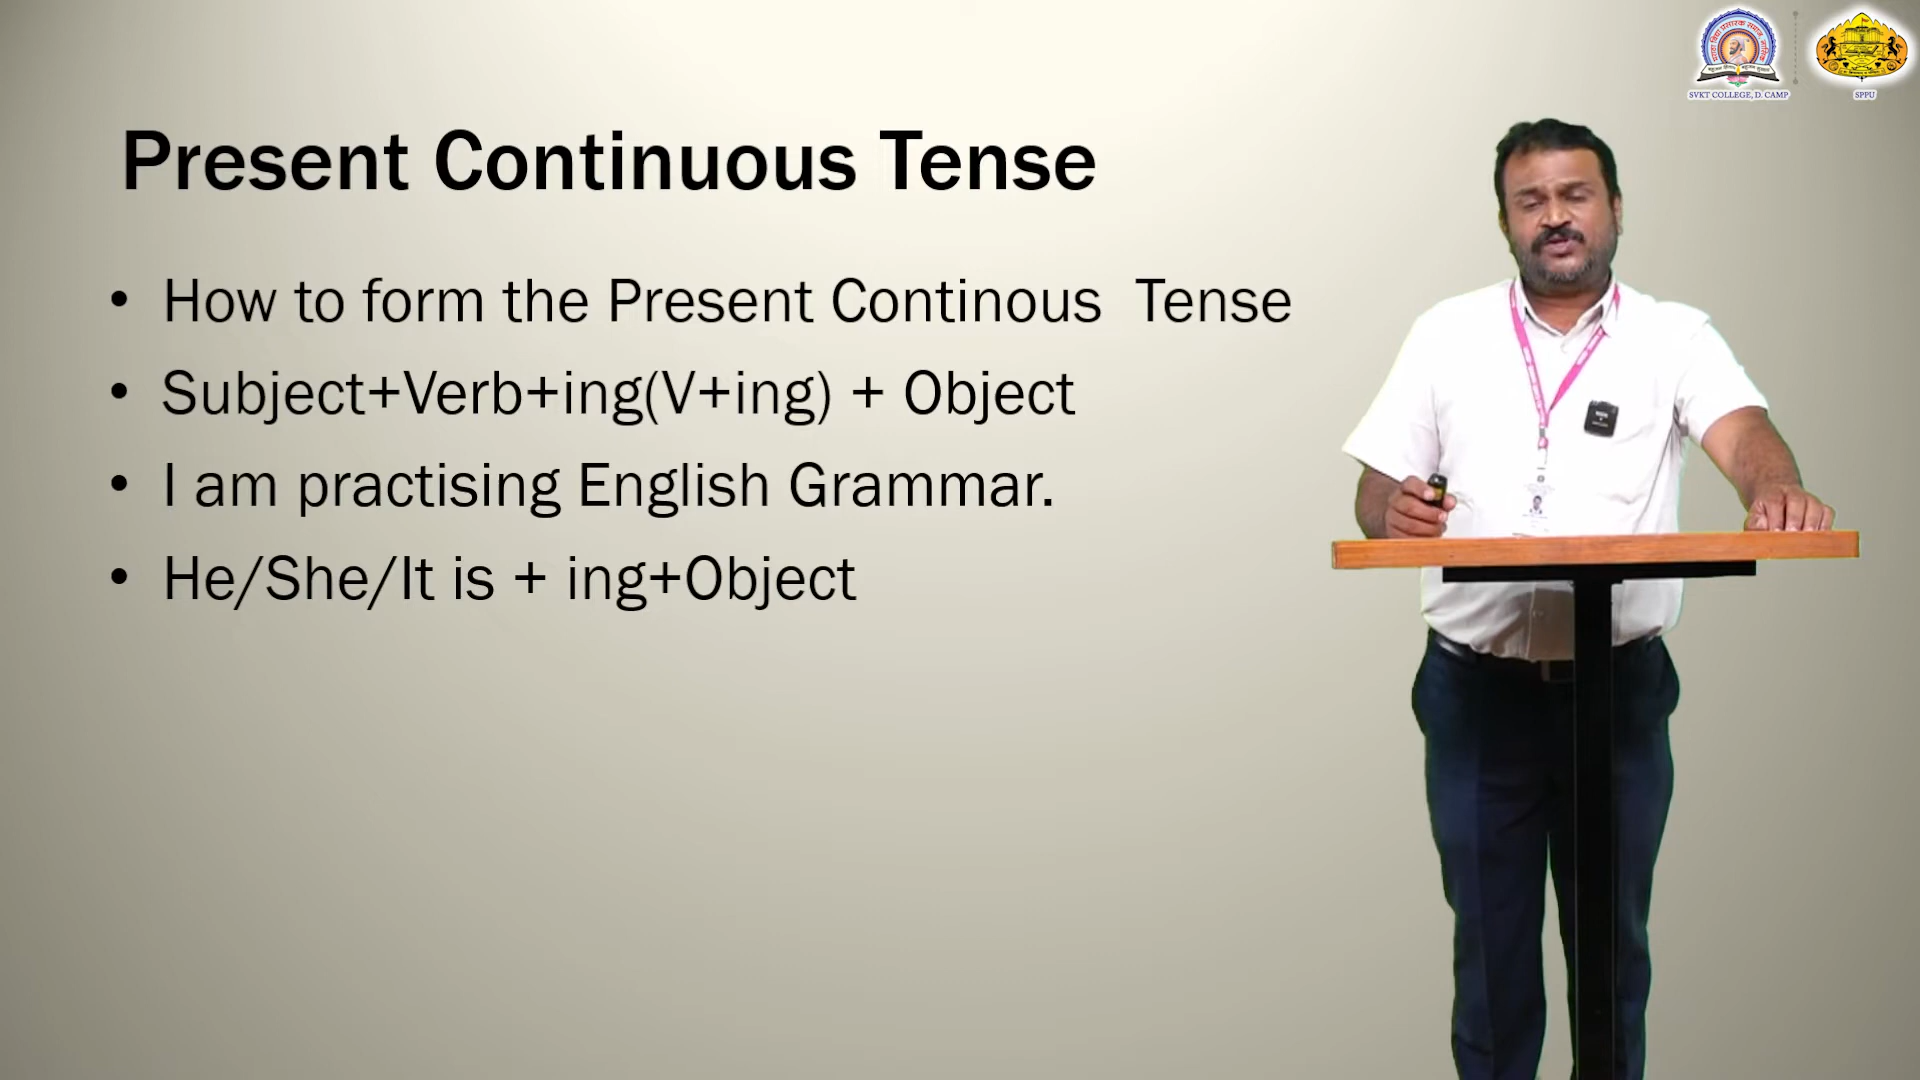 SVKT COLLEGE, D. CAMP
SPPU
Present Continuous Tense
• How to form the Present Continous Tense
• Subject+Verb+ing(V+ing) + Object
• I am practising English Grammar.
• He/She/It is + ing+Object